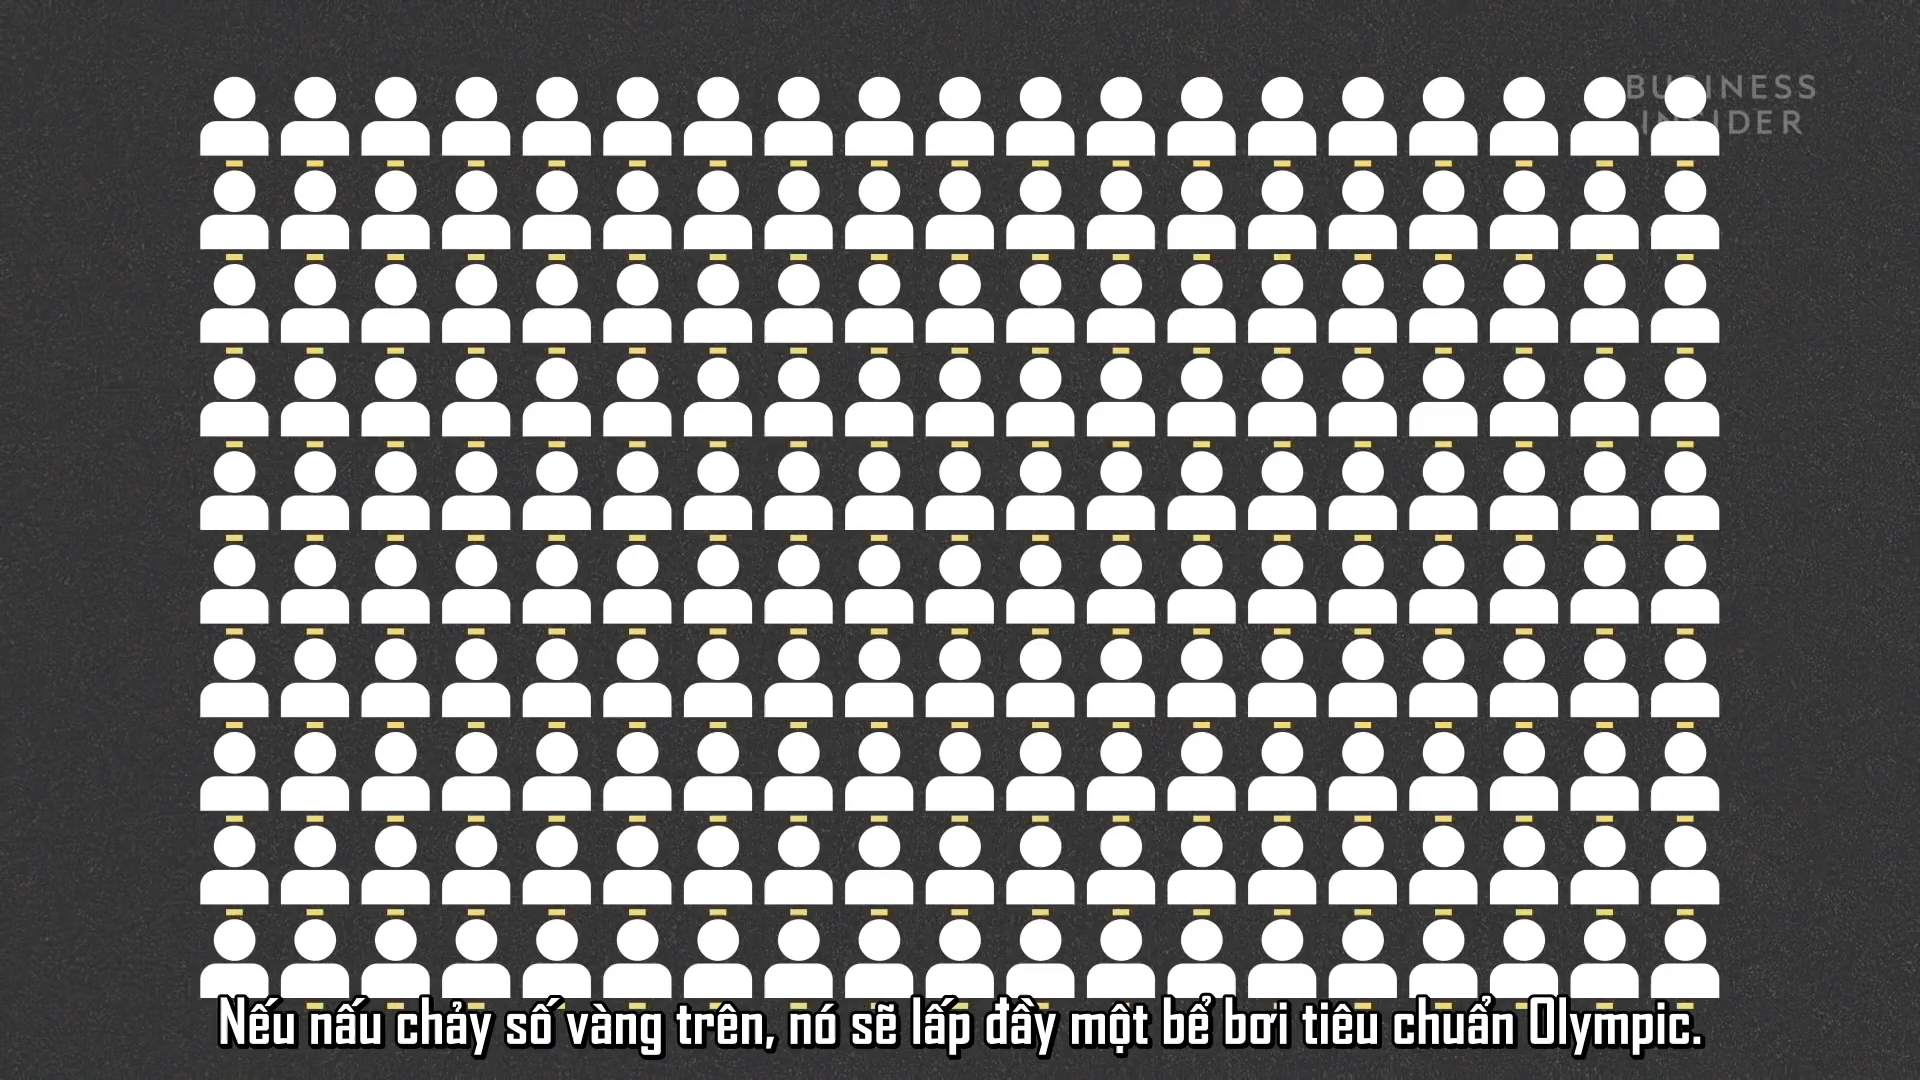 BUSINESS
INSIDER
Nếu nấu chảy số vàng trên, nó sẽ lấp đầy một bể bơi tiêu chuẩn Olympic.